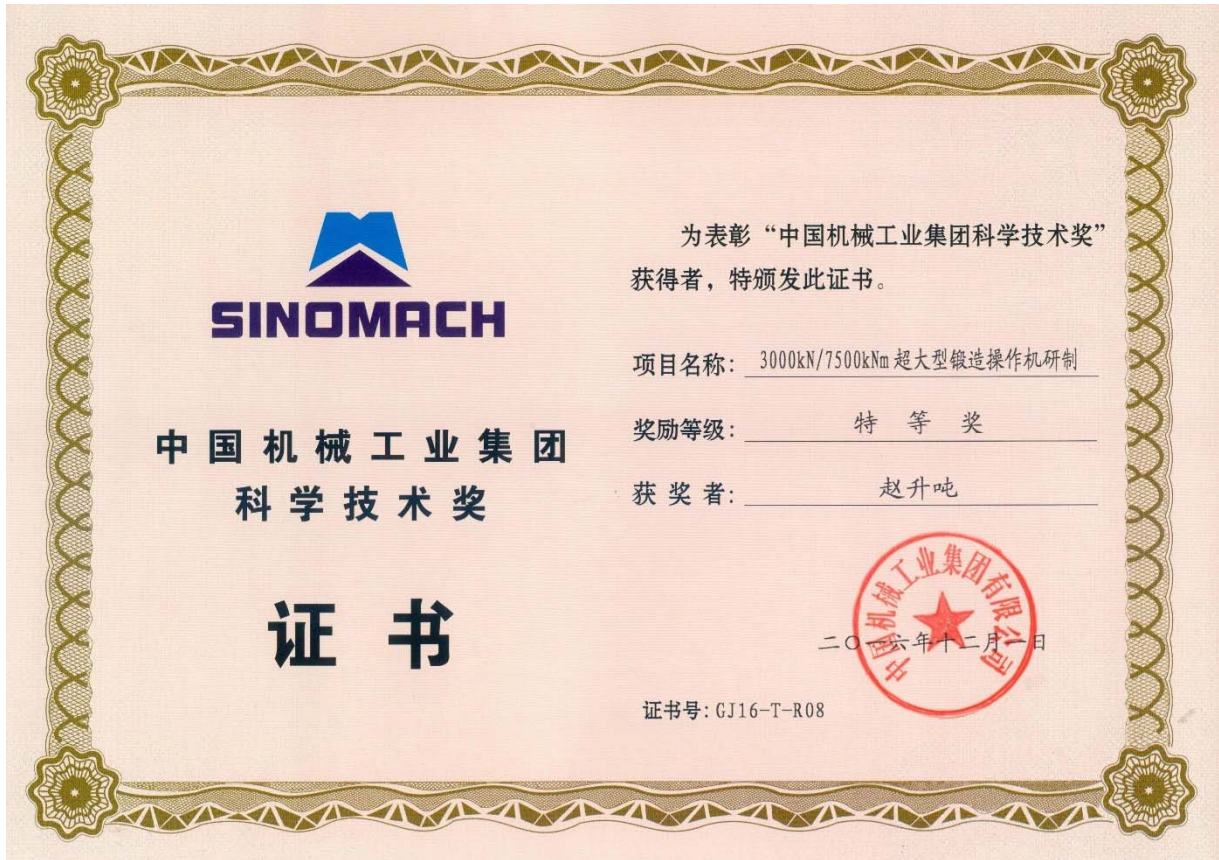 SINOMACH
中国机械工业集团
科学技术奖
证书
为表彰“中国机械工业集团科学技术奖”
获得者，特颁发此证书。
项目名称：3000kN/7500kNm超大型锻造操作机研制
奖励等级：特等奖
获奖者：赵升吨
中国机械工业集团有限公司
二〇一六年十二月一日
证书号：GJ16-T-R08